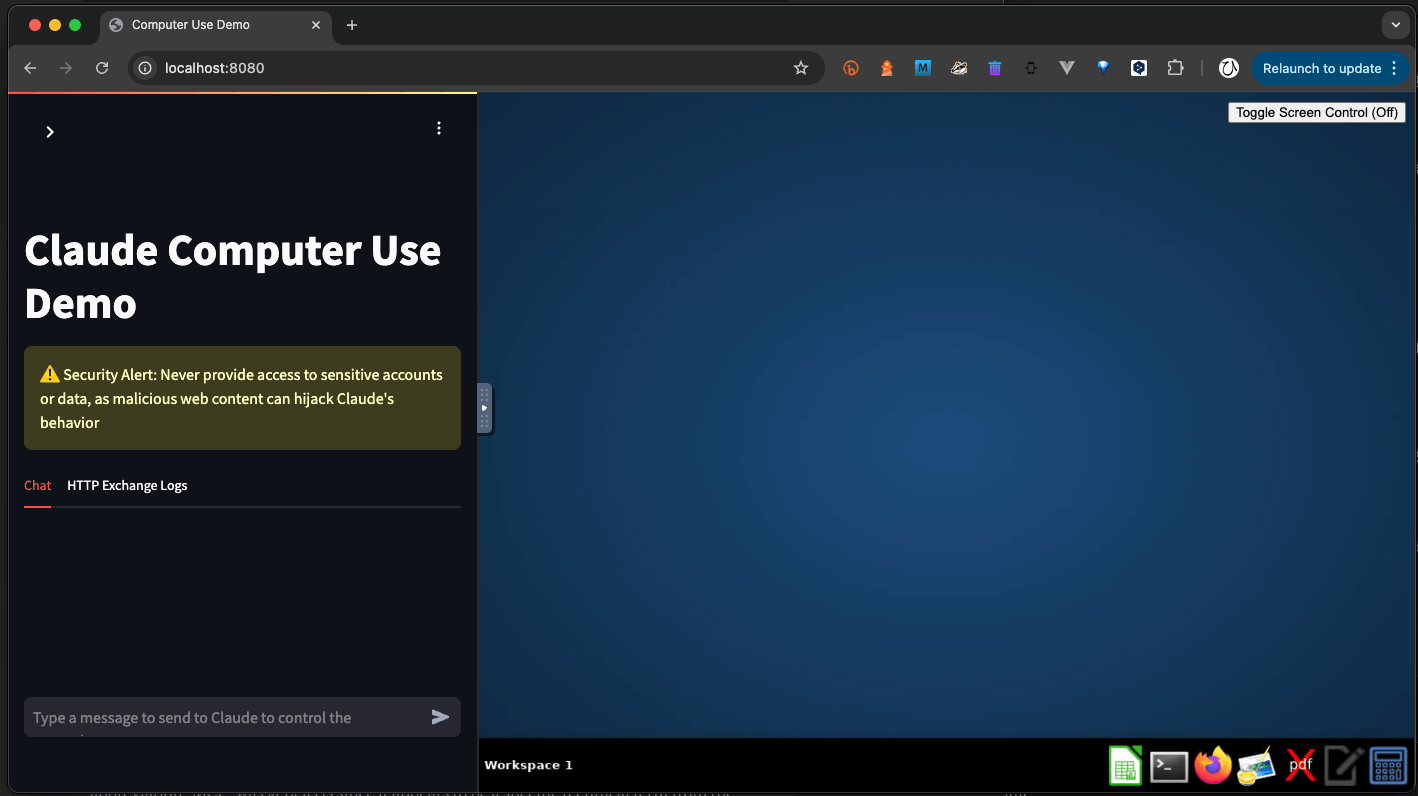 Computer Use Demo
localhost:8080
M
Relaunch to update
Toggle Screen Control (Off)
Claude Computer Use
Demo
Security Alert: Never provide access to sensitive accounts
or data, as malicious web content can hijack Claude's
behavior
Chat HTTP Exchange Logs
Type a message to send to Claude to control the
Workspace 1
pdf